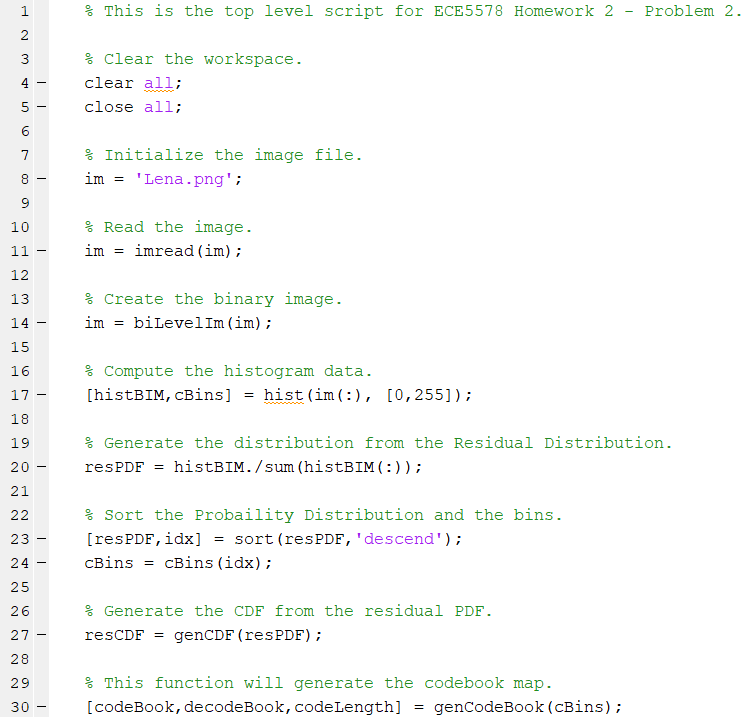 1 % This is the top level script for ECE5578 Homework 2 - Problem 2.
2
3 % Clear the workspace.
4 - clear all;
5 - close all;
6
7 % Initialize the image file.
8 - im = 'Lena.png';
9
10 % Read the image.
11 - im = imread(im);
12
13 % Create the binary image.
14 - im = biLevelIm(im);
15
16 % Compute the histogram data.
17 - [histBIM,cBins] = hist(im(:), [0,255]);
18
19 % Generate the distribution from the Residual Distribution.
20 - resPDF = histBIM./sum(histBIM(:));
21
22 % Sort the Probaility Distribution and the bins.
23 - [resPDF,idx] = sort(resPDF,'descend');
24 - cBins = cBins(idx);
25
26 % Generate the CDF from the residual PDF.
27 - resCDF = genCDF(resPDF);
28
29 % This function will generate the codebook map.
30 - [codeBook,decodeBook,codeLength] = genCodeBook(cBins);